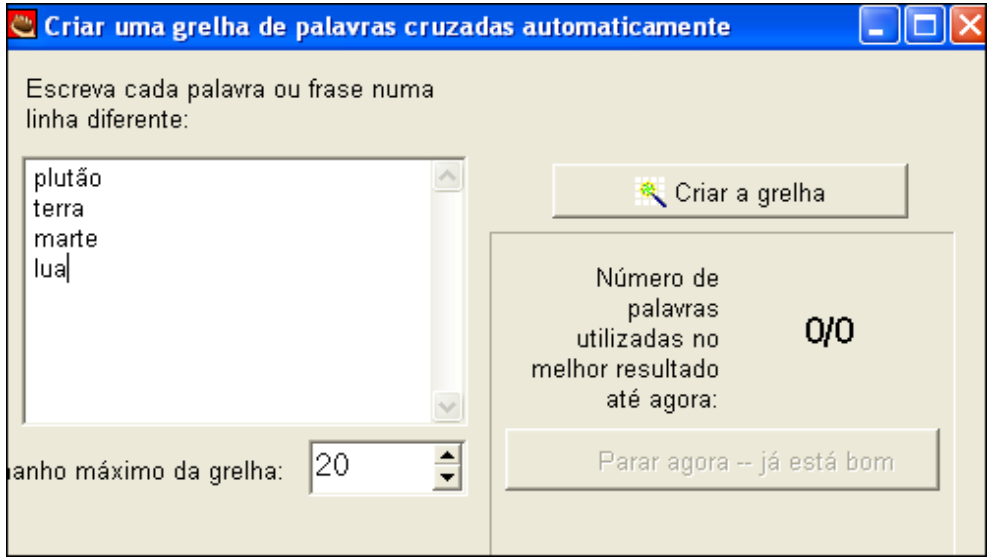 Criar uma grelha de palavras cruzadas automaticamente
Escreva cada palavra ou frase numa
linha diferente:
plutão
terra
marte
lua
Criar a grelha
Número de
palavras
utilizadas no
melhor resultado
até agora:
0/0
Parar agora -- já está bom
máximo da grelha:
20